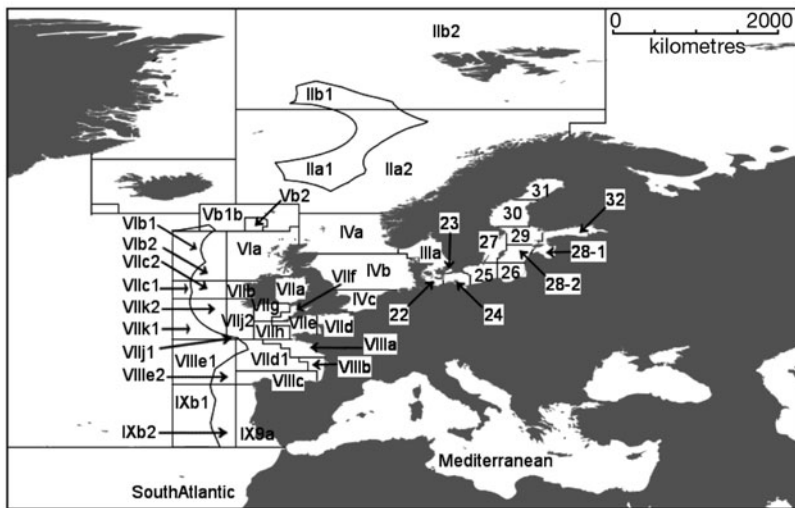 0 2000
kilometres
IIb2
IIb1
IIa1
IIa2
Vb2
Vb1b
VIb1
VIa
IVa
31
30
32
23
29
27
28-1
VIb2
IIIa
VIIc2
VIIf
IVb
25
26
28-2
VIIc1
VIIb
VIIa
22
24
VIIk2
VIIg
IVc
VIIk1
VIIj2
VIIe
VIId
VIIh
VIIj1
VIIIa
VIIIe1
VIId1
VIIIb
VIIIe2
VIIIc
IXb1
IXb2
IX9a
Mediterranean
SouthAtlantic